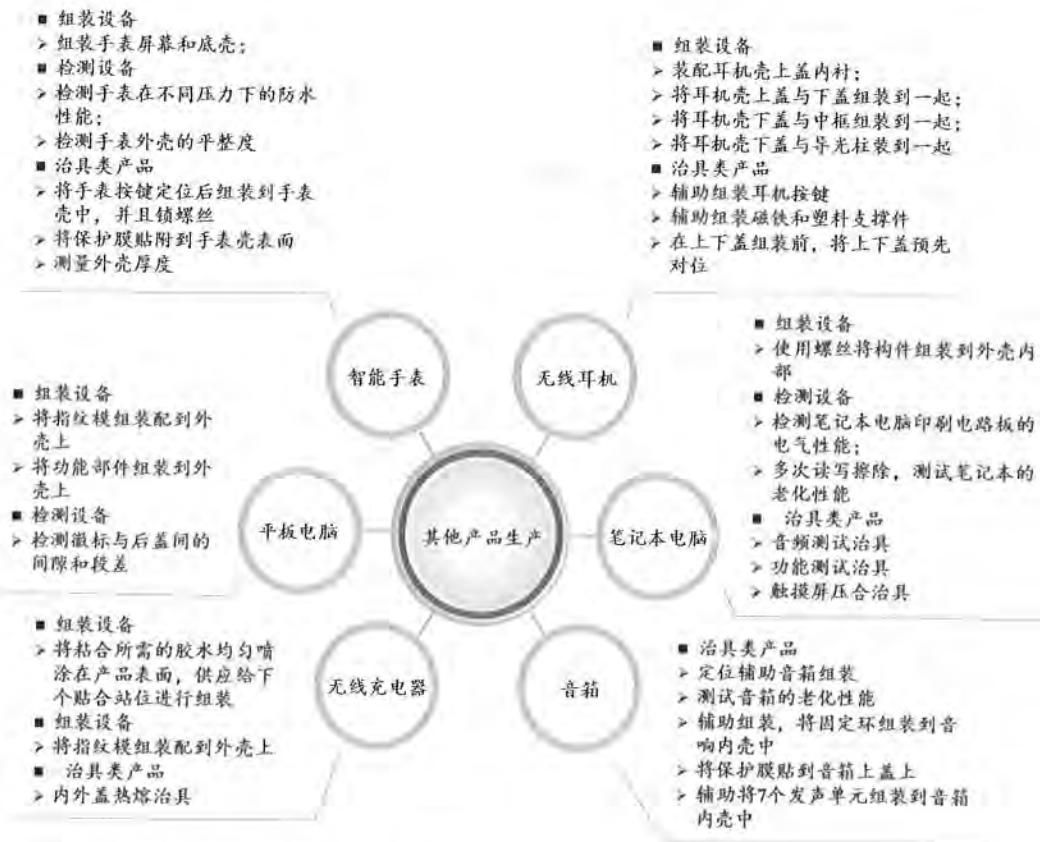 ■ 组装设备
➢ 组装手表屏幕和底壳;
■ 检测设备
➢ 检测手表在不同压力下的防水
性能;
➢ 检测手表外壳的平整度
■ 治具类产品
➢ 将手表按键定位后组装到手表
壳中，并且锁螺丝
➢ 将保护膜贴附到手表壳表面
➢ 测量外壳厚度
■ 组装设备
➢ 装配耳机壳上盖内衬;
➢ 将耳机壳上盖与下盖组装到一起;
➢ 将耳机壳下盖与中框组装到一起;
➢ 将耳机壳下盖与导光柱装到一起
■ 治具类产品
➢ 辅助组装耳机按键
➢ 辅助组装磁铁和塑料支撑件
➢ 在上下盖组装前，将上下盖预先
对位
智能手表
无线耳机
■ 组装设备
➢ 将指纹模组装配到外
壳上
➢ 将功能部件组装到外
壳上
■ 检测设备
➢ 检测徽标与后盖间的
间隙和段差
平板电脑
其他产品生产
笔记本电脑
■ 组装设备
➢ 使用螺丝将构件组装到外壳内
部
■ 检测设备
➢ 检测笔记本电脑印刷电路板的
电气性能;
➢ 多次读写擦除，测试笔记本的
老化性能
■ 治具类产品
➢ 音频测试治具
➢ 功能测试治具
➢ 触摸屏压合治具
■ 组装设备
➢ 将粘合所需的胶水均匀喷
涂在产品表面，供应给下
个贴合站位进行组装
■ 组装设备
➢ 将指纹模组装配到外壳上
■ 治具类产品
➢ 内外盖热熔治具
无线充电器
音箱
■ 治具类产品
➢ 定位辅助音箱组装
➢ 测试音箱的老化性能
➢ 辅助组装，将固定环组装到音
响内壳中
➢ 将保护膜贴到音箱上盖上
➢ 辅助将7个发声单元组装到音箱
内壳中